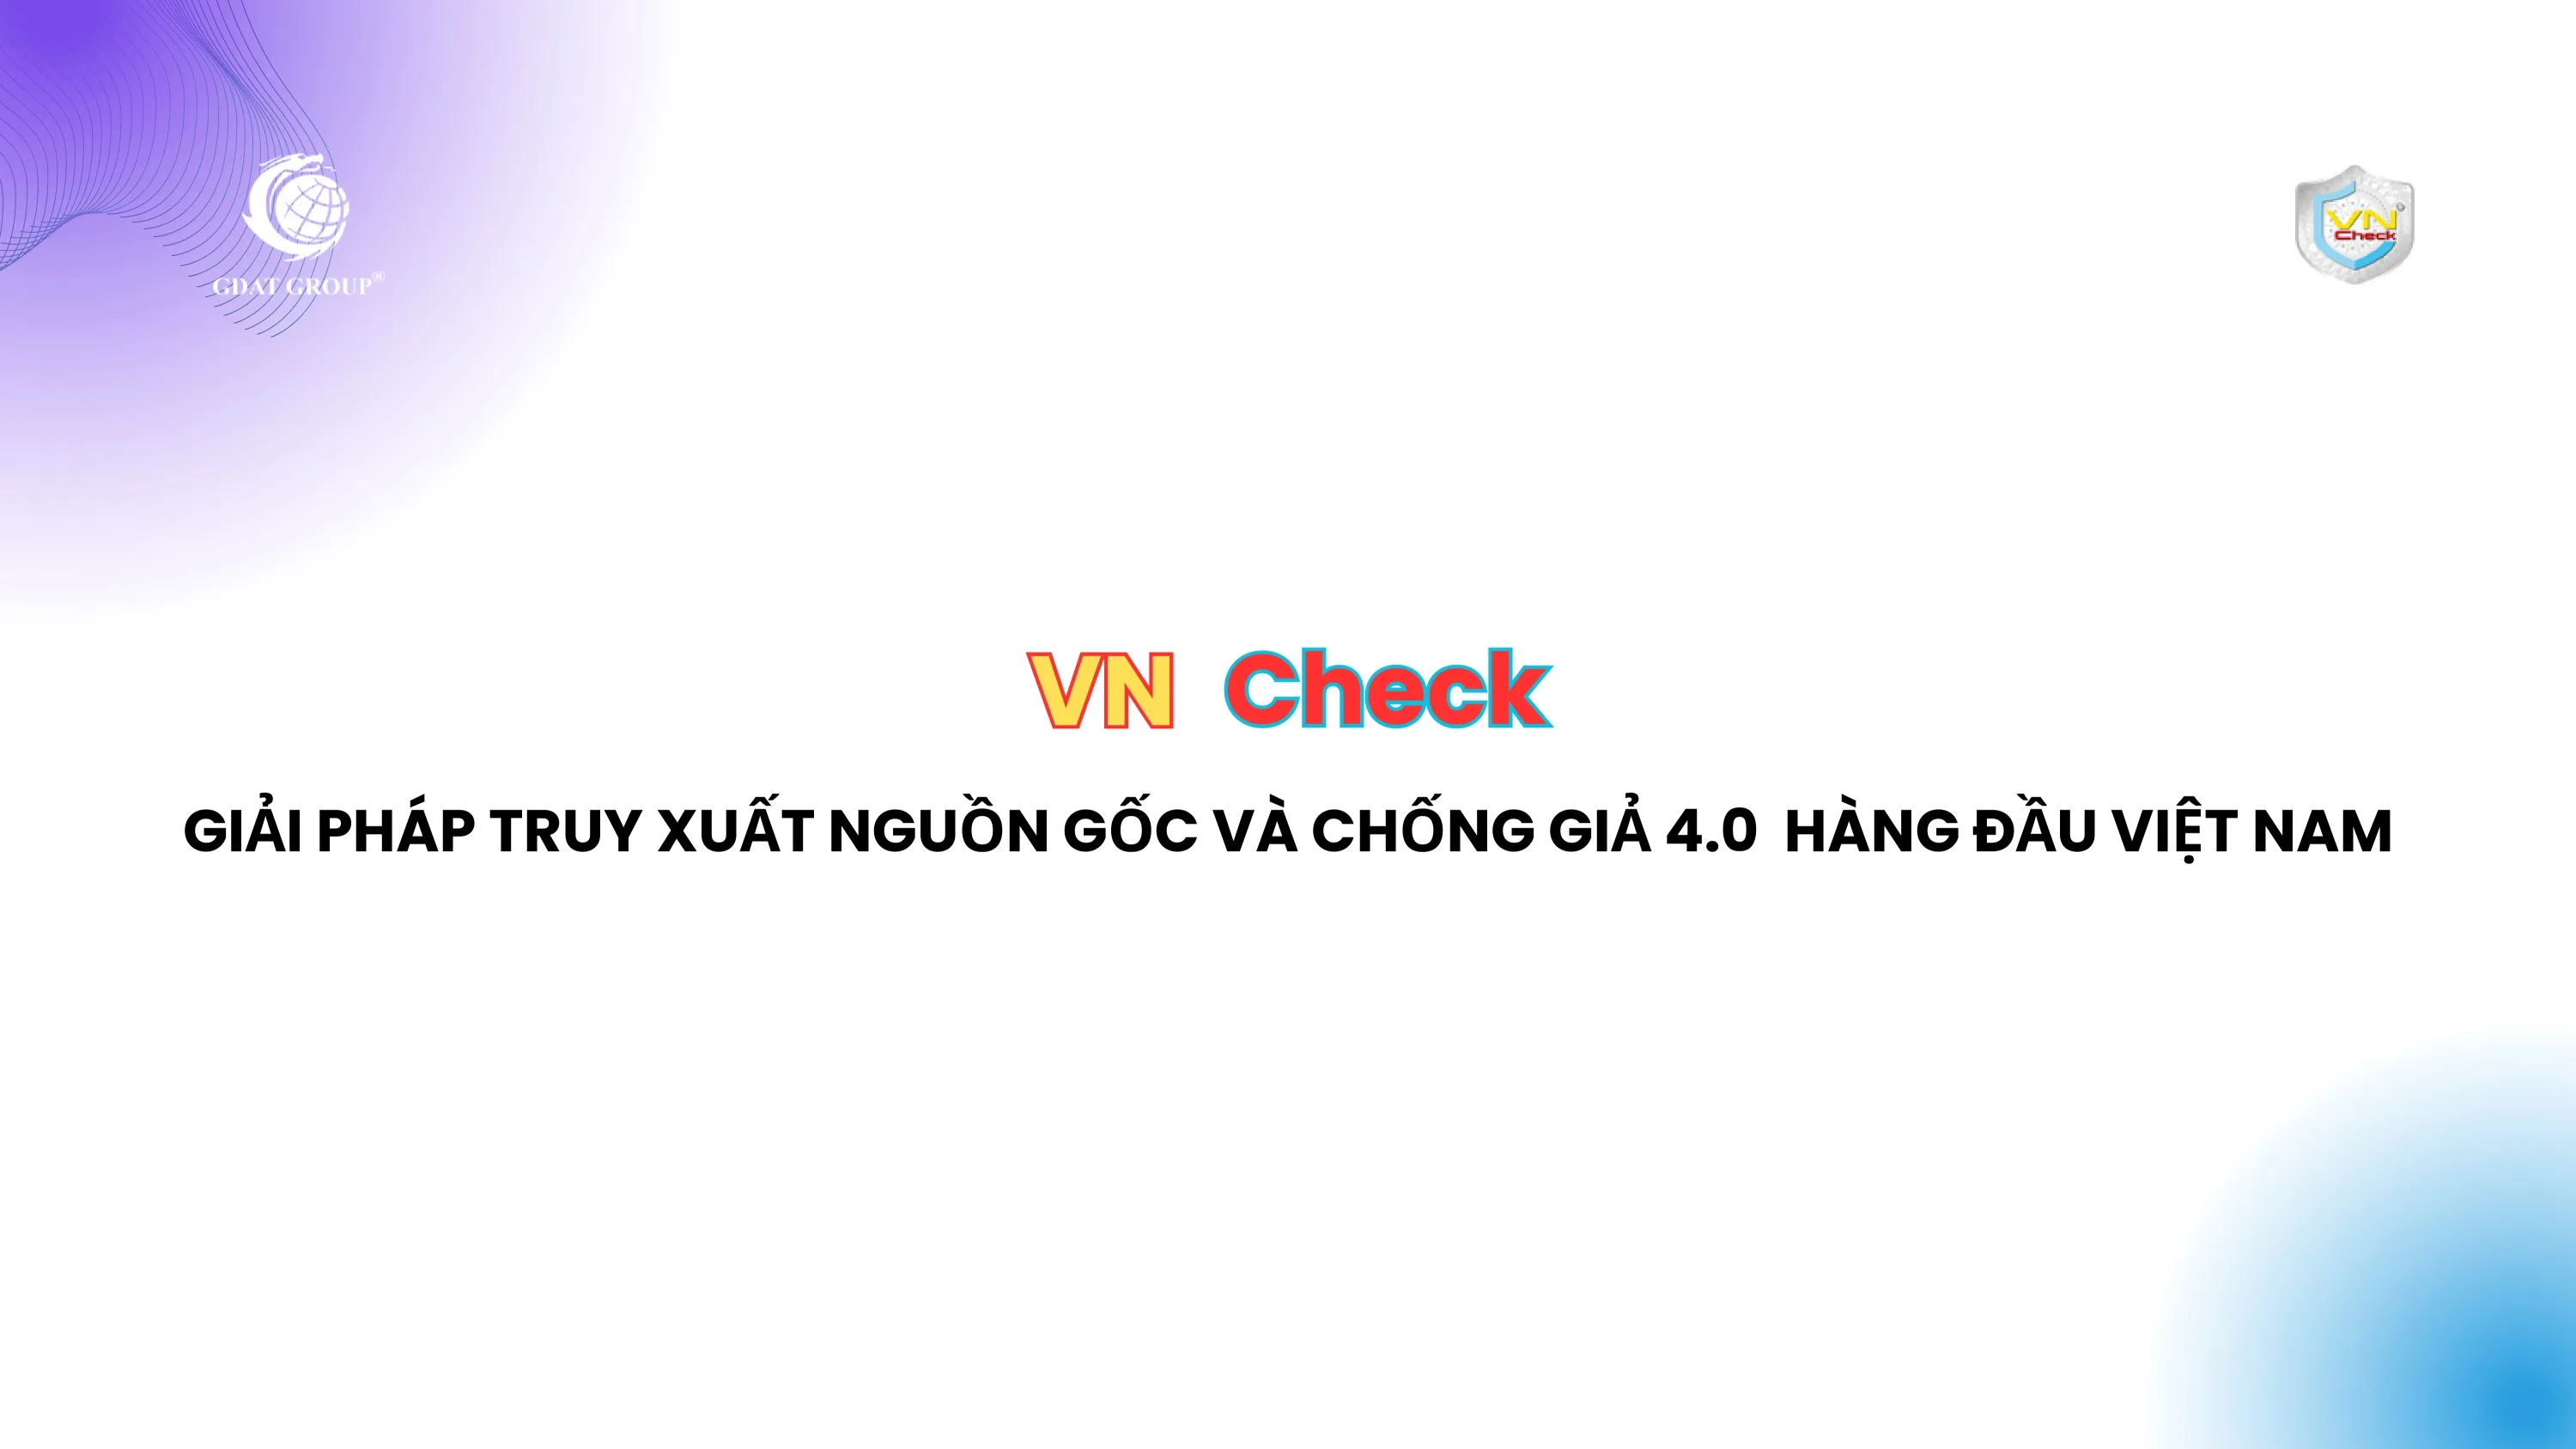 GDAT GROUP®
VN
Check
VN Check
GIẢI PHÁP TRUY XUẤT NGUỒN GỐC VÀ CHỐNG GIẢ 4.0 HÀNG ĐẦU VIỆT NAM